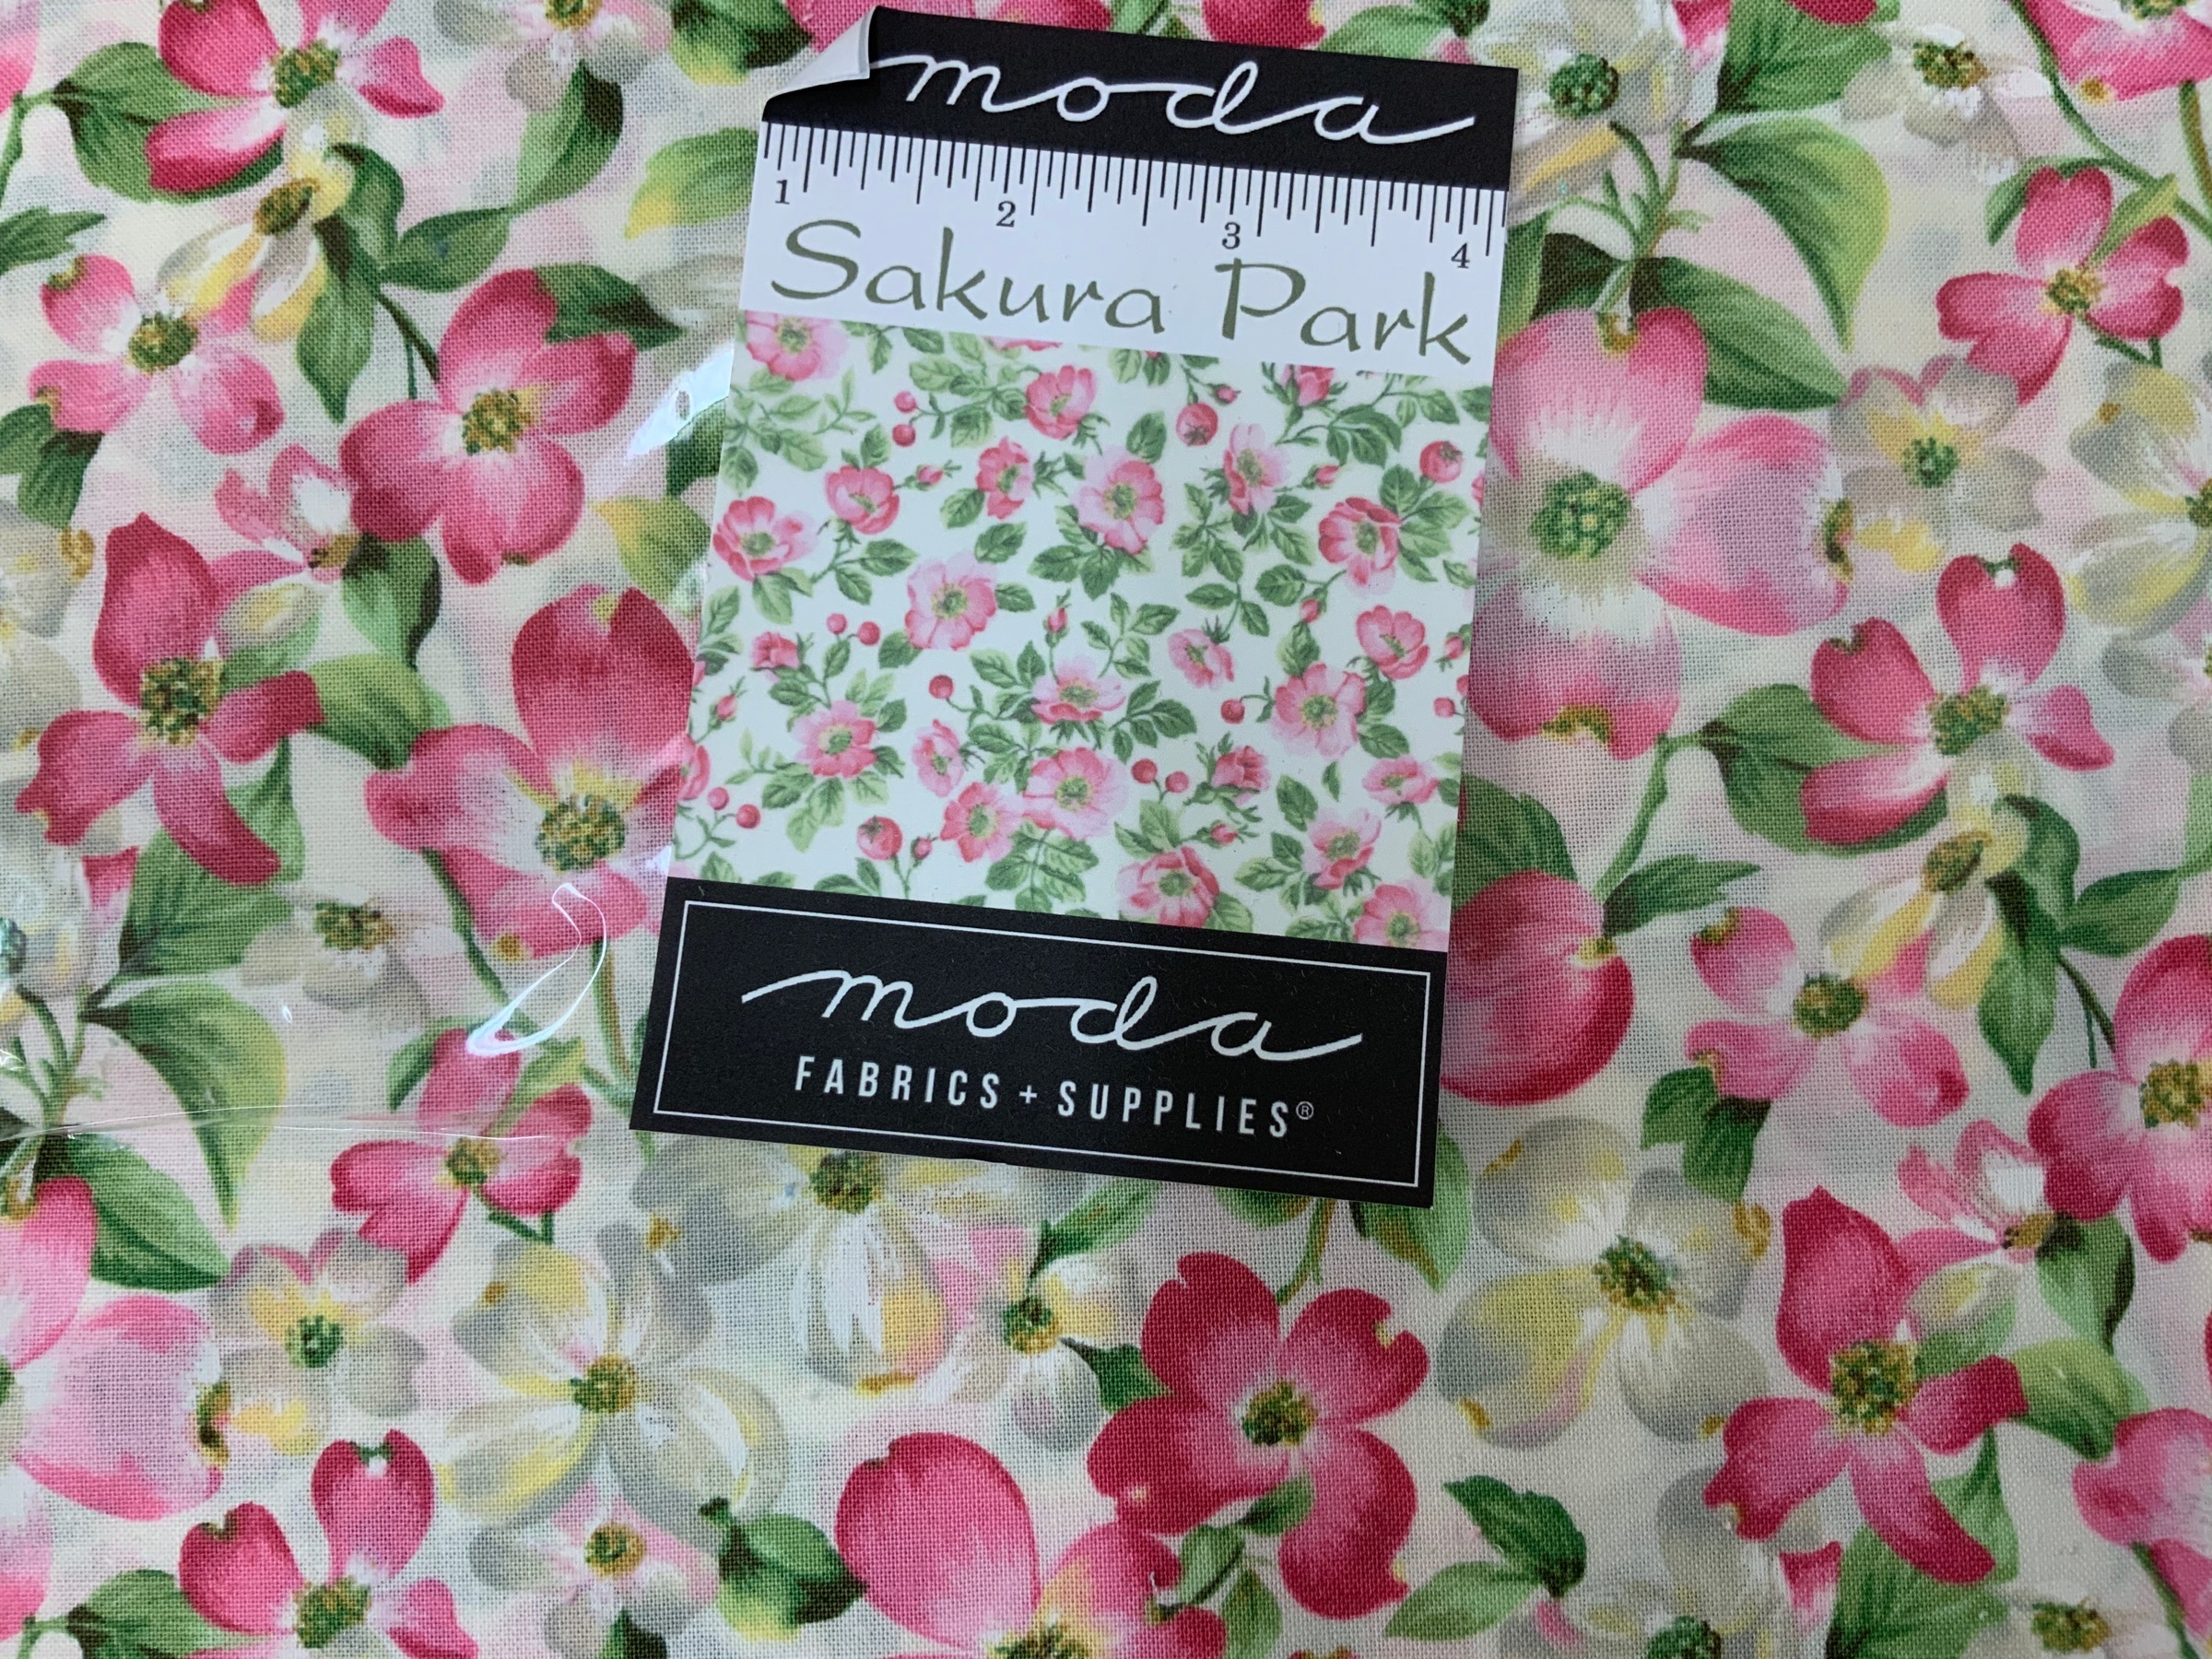 moda
1 2 3 4
Sakura Park
moda
FABRICS + SUPPLIES®